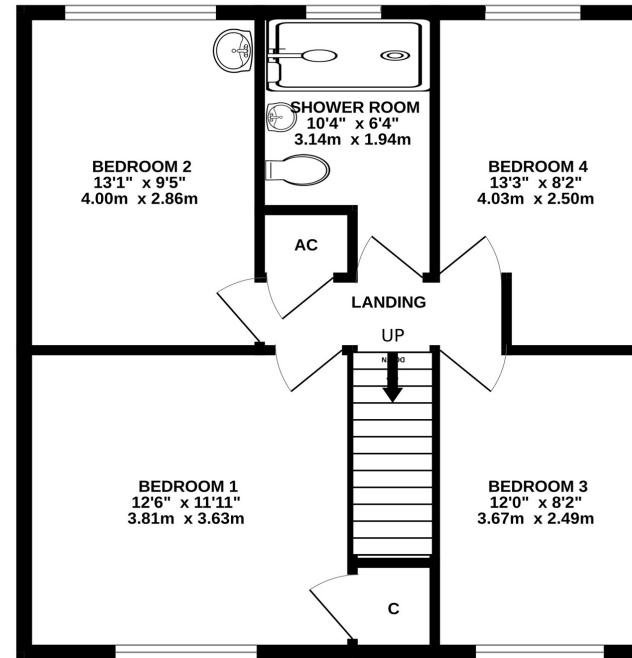 SHOWER ROOM
10'4" x 6'4"
3.14m x 1.94m
BEDROOM 2
13'1" x 9'5"
4.00m x 2.86m
BEDROOM 4
13'3" x 8'2"
4.03m x 2.50m
AC
LANDING
UP
BEDROOM 1
12'6" x 11'11"
3.81m x 3.63m
BEDROOM 3
12'0" x 8'2"
3.67m x 2.49m
C